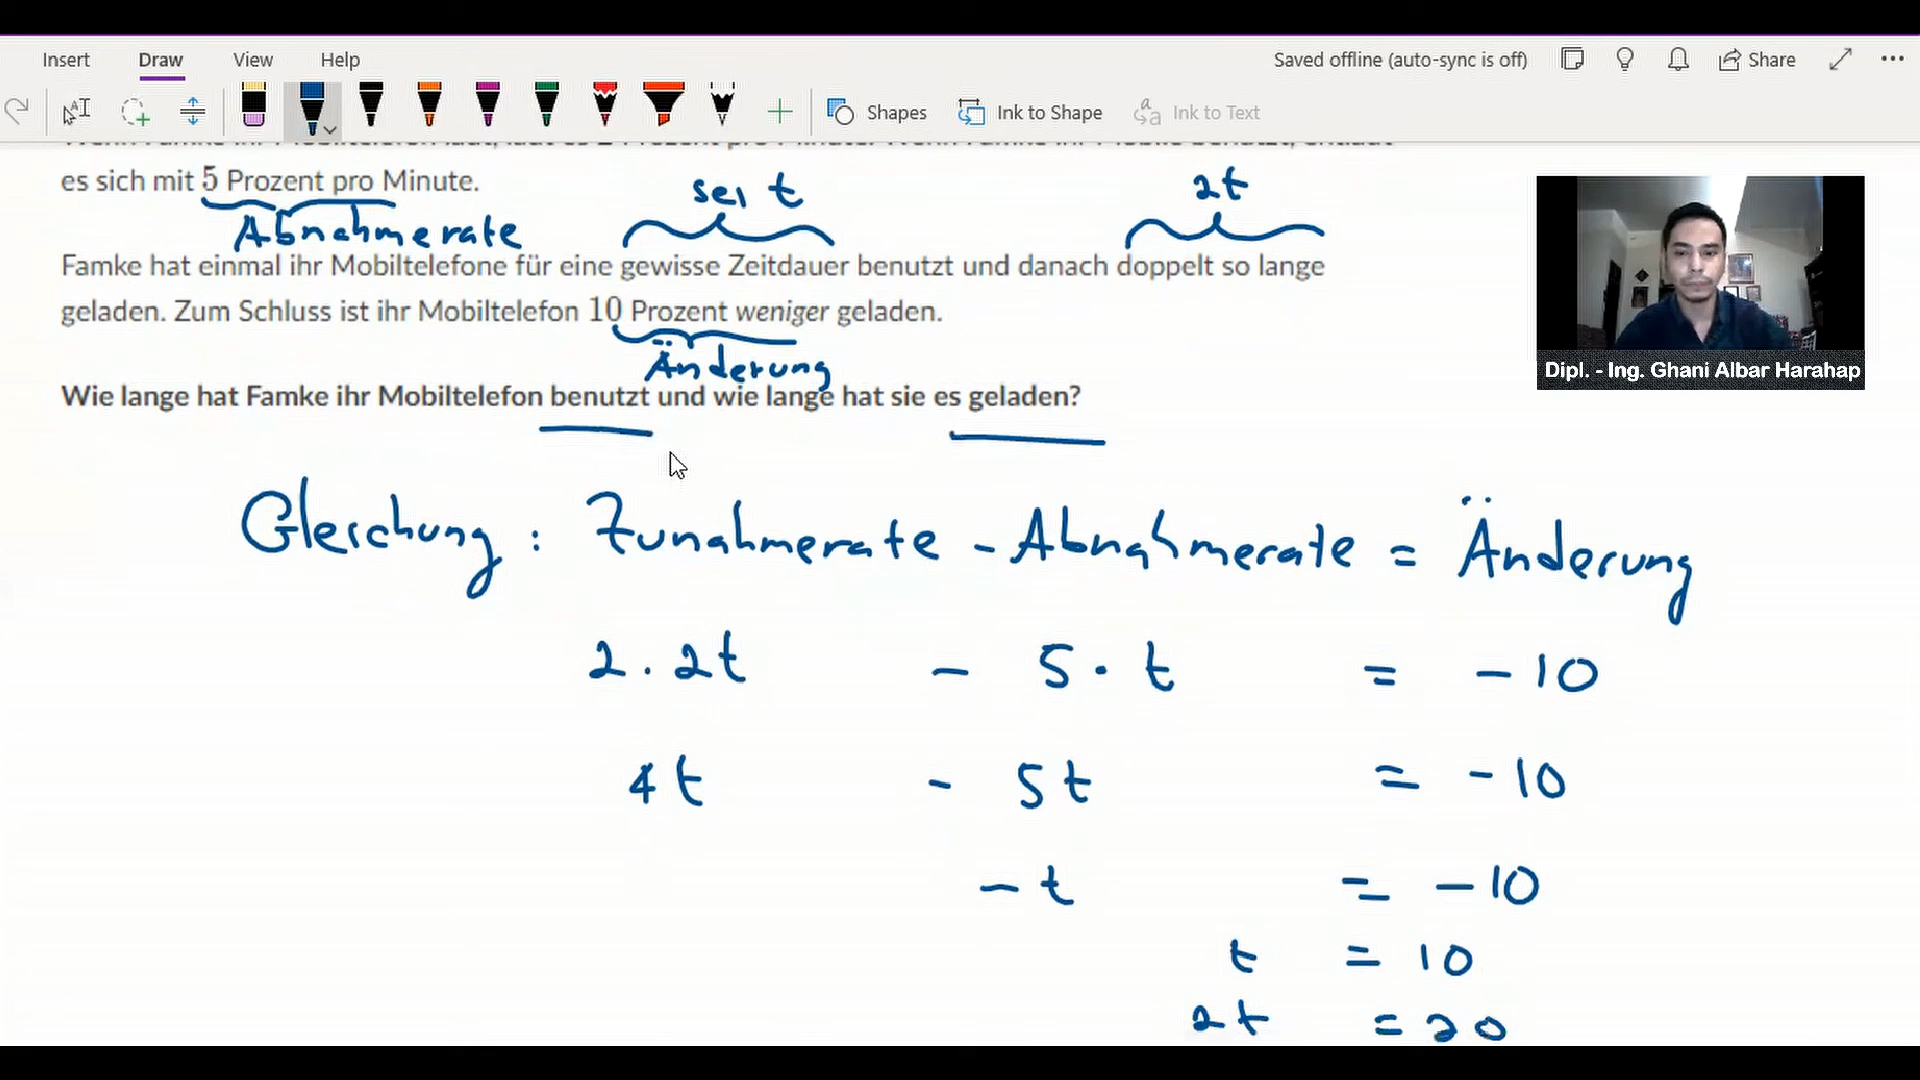 Insert Draw View Help Saved offline (auto-sync is off) Share
Shapes Ink to Shape Ink to Text
es sich mit 5 Prozent pro Minute.
sei t
2t
Abnahmerate
Famke hat einmal ihr Mobiltelefone für eine gewisse Zeitdauer benutzt und danach doppelt so lange
geladen. Zum Schluss ist ihr Mobiltelefon 10 Prozent weniger geladen.
Änderung
Dipl. - Ing. Ghani Albar Harahap
Wie lange hat Famke ihr Mobiltelefon benutzt und wie lange hat sie es geladen?
Gleichung : Zunahmerate - Abnahmerate = Änderung
2 · 2t - 5 · t = - 10
4t - 5t = - 10
- t = - 10
t = 10
2t = 20